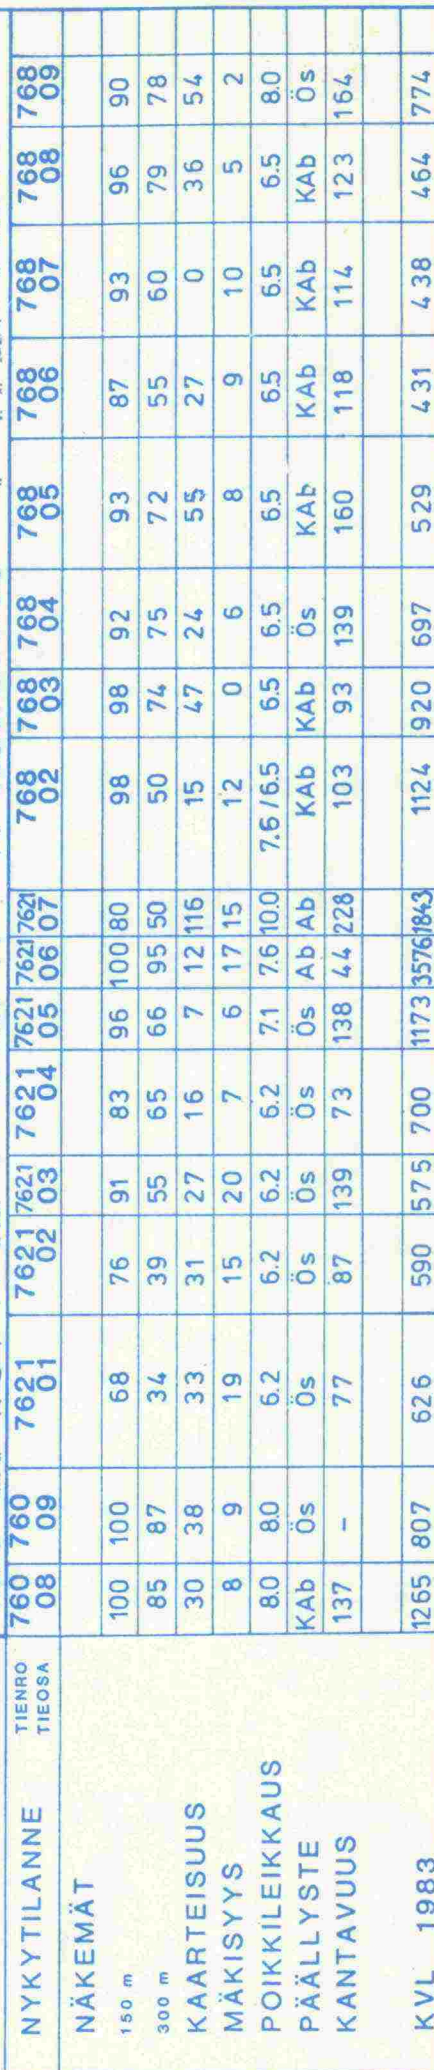 NYKYTILANNE TIENRO 760 760 7621 7621 7621 7621 7621 7621 7621 768 768 768 768 768 768 768 768
TIEOSA 08 09 01 02 03 04 05 06 07 02 03 04 05 06 07 08 09
NÄKEMÄT
150 m 100 100 68 76 91 83 96 100 80 98 98 92 93 87 93 96 90
300 m 85 87 34 39 55 65 66 95 50 50 74 75 72 55 60 79 78
KAARTEISUUS 30 38 33 31 27 16 7 12 116 15 47 24 55 27 0 36 54
MÄKISYYS 8 9 19 15 20 7 6 17 15 12 0 6 8 9 10 5 2
POIKKILEIKKAUS 8.0 8.0 6.2 6.2 6.2 6.2 7.1 7.6 10.0 7.6/6.5 6.5 6.5 6.5 6.5 6.5 6.5 8.0
PÄÄLLYSTE KAb Ös Ös Ös Ös Ös Ös Ab Ab KAb KAb Ös KAb KAb KAb KAb Ös
KANTAVUUS 137 – 77 87 139 73 138 44 228 103 93 139 160 118 114 123 164
KVL 1983 1265 807 626 590 575 700 1173 3576 1843 1124 920 697 529 431 438 464 774